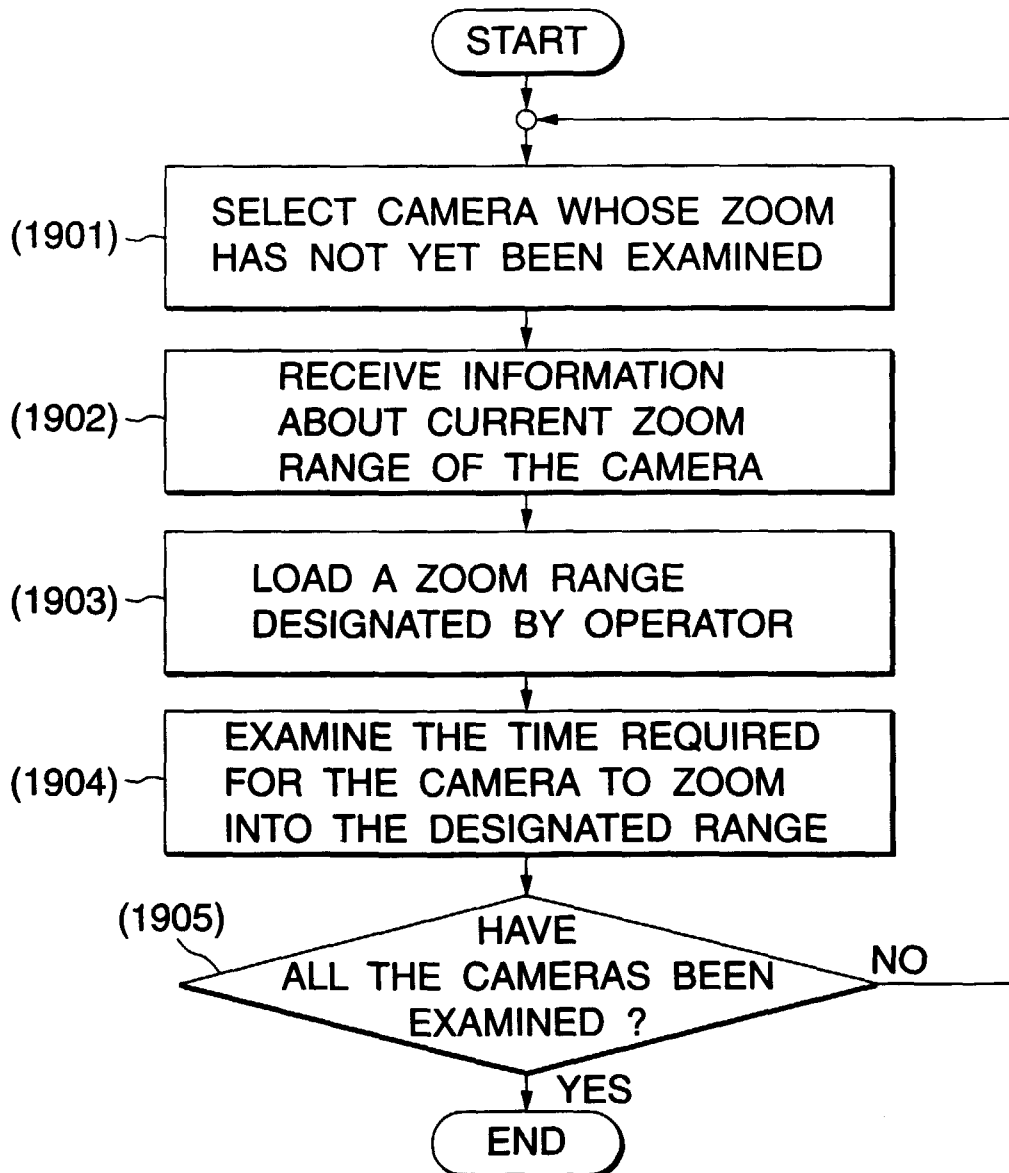 START
(1901)
SELECT CAMERA WHOSE ZOOM
HAS NOT YET BEEN EXAMINED
(1902)
RECEIVE INFORMATION
ABOUT CURRENT ZOOM
RANGE OF THE CAMERA
(1903)
LOAD A ZOOM RANGE
DESIGNATED BY OPERATOR
(1904)
EXAMINE THE TIME REQUIRED
FOR THE CAMERA TO ZOOM
INTO THE DESIGNATED RANGE
(1905)
HAVE
ALL THE CAMERAS BEEN
EXAMINED ?
NO
YES
END